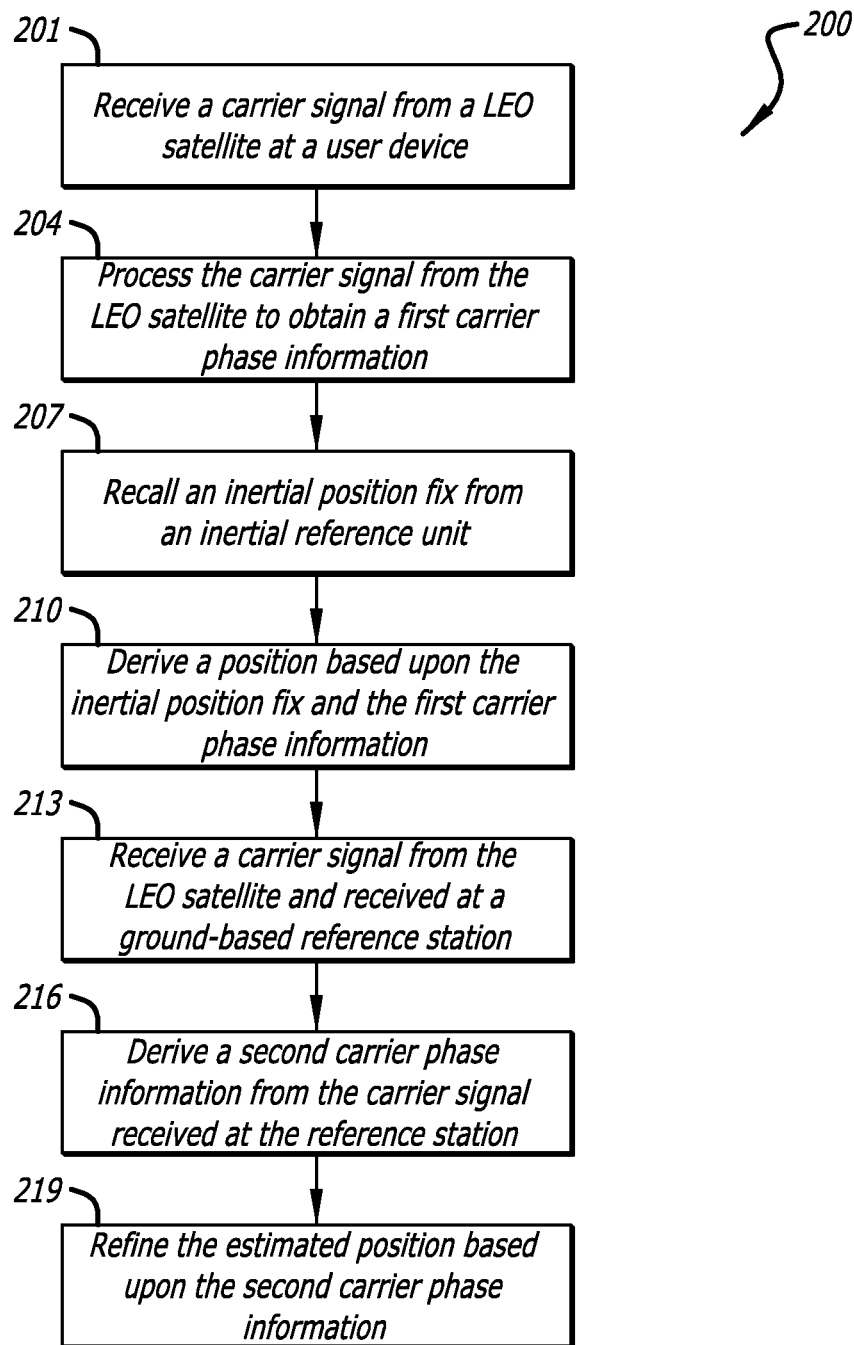 201
200
Receive a carrier signal from a LEO
satellite at a user device
204
Process the carrier signal from the
LEO satellite to obtain a first carrier
phase information
207
Recall an inertial position fix from
an inertial reference unit
210
Derive a position based upon the
inertial position fix and the first carrier
phase information
213
Receive a carrier signal from the
LEO satellite and received at a
ground-based reference station
216
Derive a second carrier phase
information from the carrier signal
received at the reference station
219
Refine the estimated position based
upon the second carrier phase
information